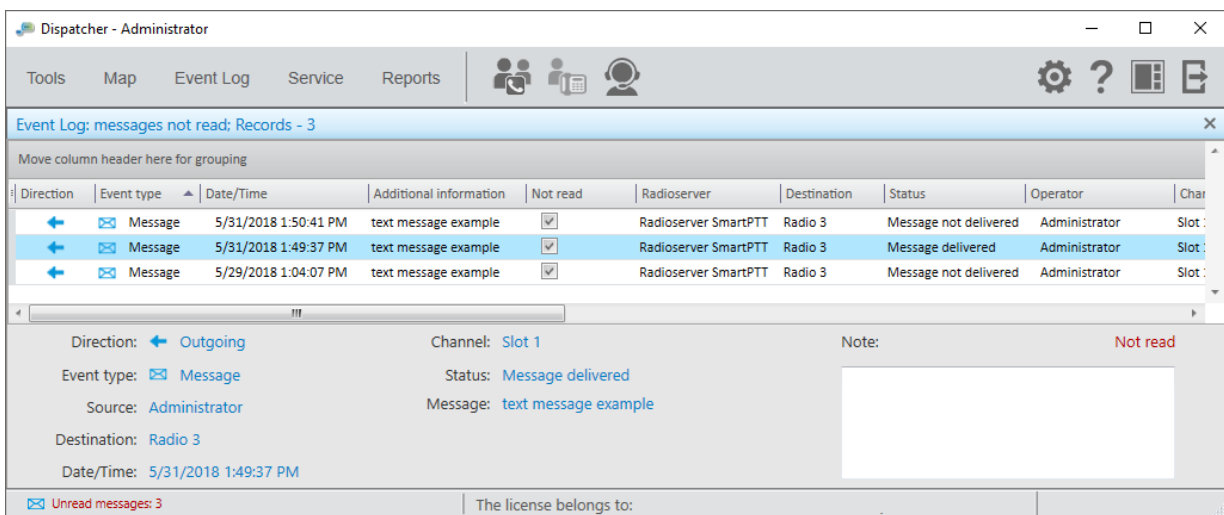 Dispatcher - Administrator
Tools Map Event Log Service Reports
Event Log: messages not read; Records - 3
Move column header here for grouping
Direction Event type Date/Time Additional information Not read Radioserver Destination Status Operator Char
Message 5/31/2018 1:50:41 PM text message example Radioserver SmartPTT Radio 3 Message not delivered Administrator Slot
Message 5/31/2018 1:49:37 PM text message example Radioserver SmartPTT Radio 3 Message delivered Administrator Slot
Message 5/29/2018 1:04:07 PM text message example Radioserver SmartPTT Radio 3 Message not delivered Administrator Slot
Direction: Outgoing Channel: Slot 1 Note: Not read
Event type: Message Status: Message delivered
Source: Administrator Message: text message example
Destination: Radio 3
Date/Time: 5/31/2018 1:49:37 PM
Unread messages: 3 The license belongs to: